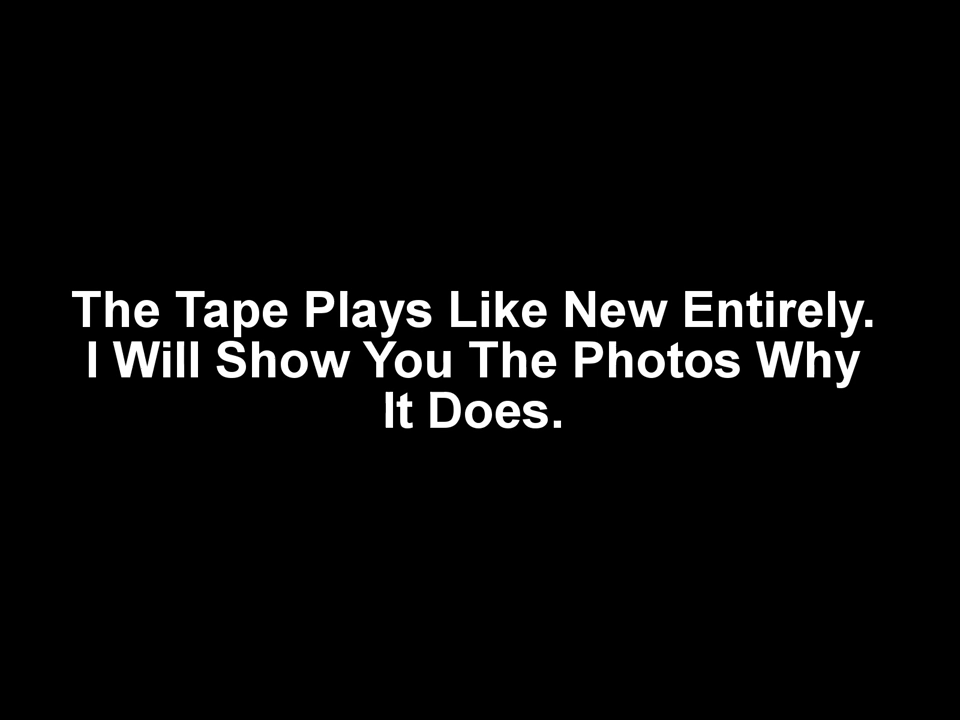 The Tape Plays Like New Entirely.
I Will Show You The Photos Why
It Does.